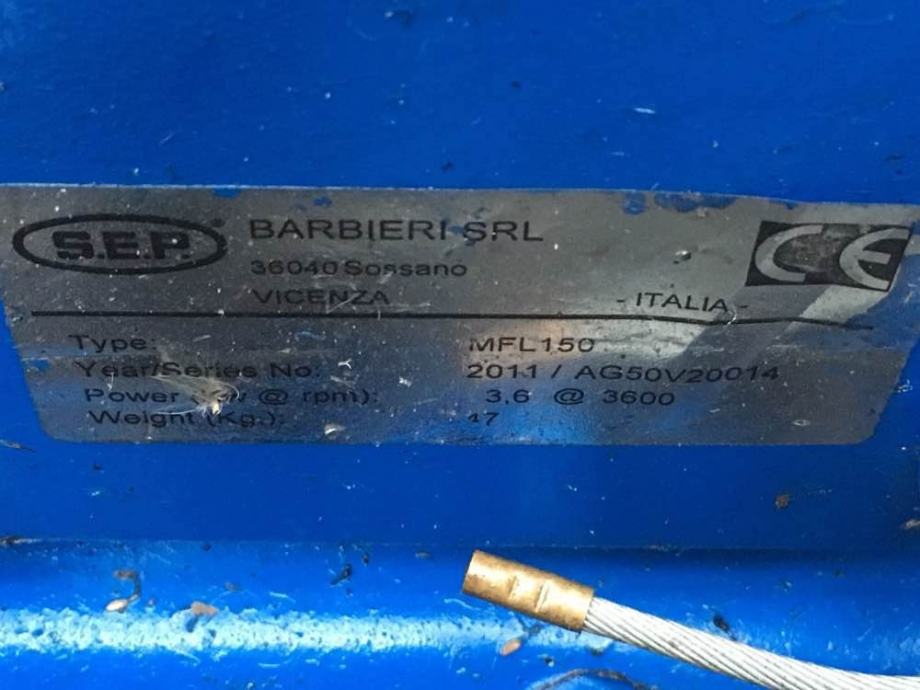 S.E.P. ® BARBIERI SRL
36040 Sossano
VICENZA - ITALIA -
CE
Type: MFL150
Year/Series No: 2011 / AG50V20014
Power @ rpm): 3,6 @ 3600
Weight (Kg.): 47